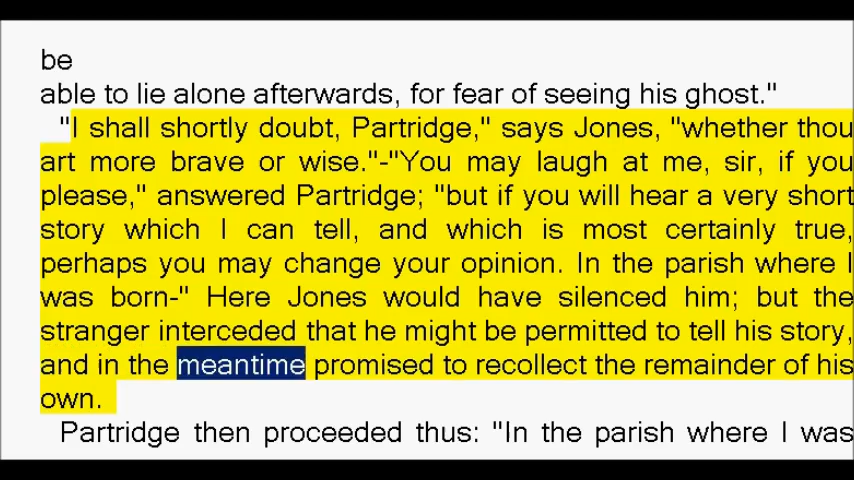 be
able to lie alone afterwards, for fear of seeing his ghost."
"I shall shortly doubt, Partridge," says Jones, "whether thou
art more brave or wise."-"You may laugh at me, sir, if you
please," answered Partridge; "but if you will hear a very short
story which I can tell, and which is most certainly true,
perhaps you may change your opinion. In the parish where I
was born-" Here Jones would have silenced him; but the
stranger interceded that he might be permitted to tell his story,
and in the meantime promised to recollect the remainder of his
own.
Partridge then proceeded thus: "In the parish where I was